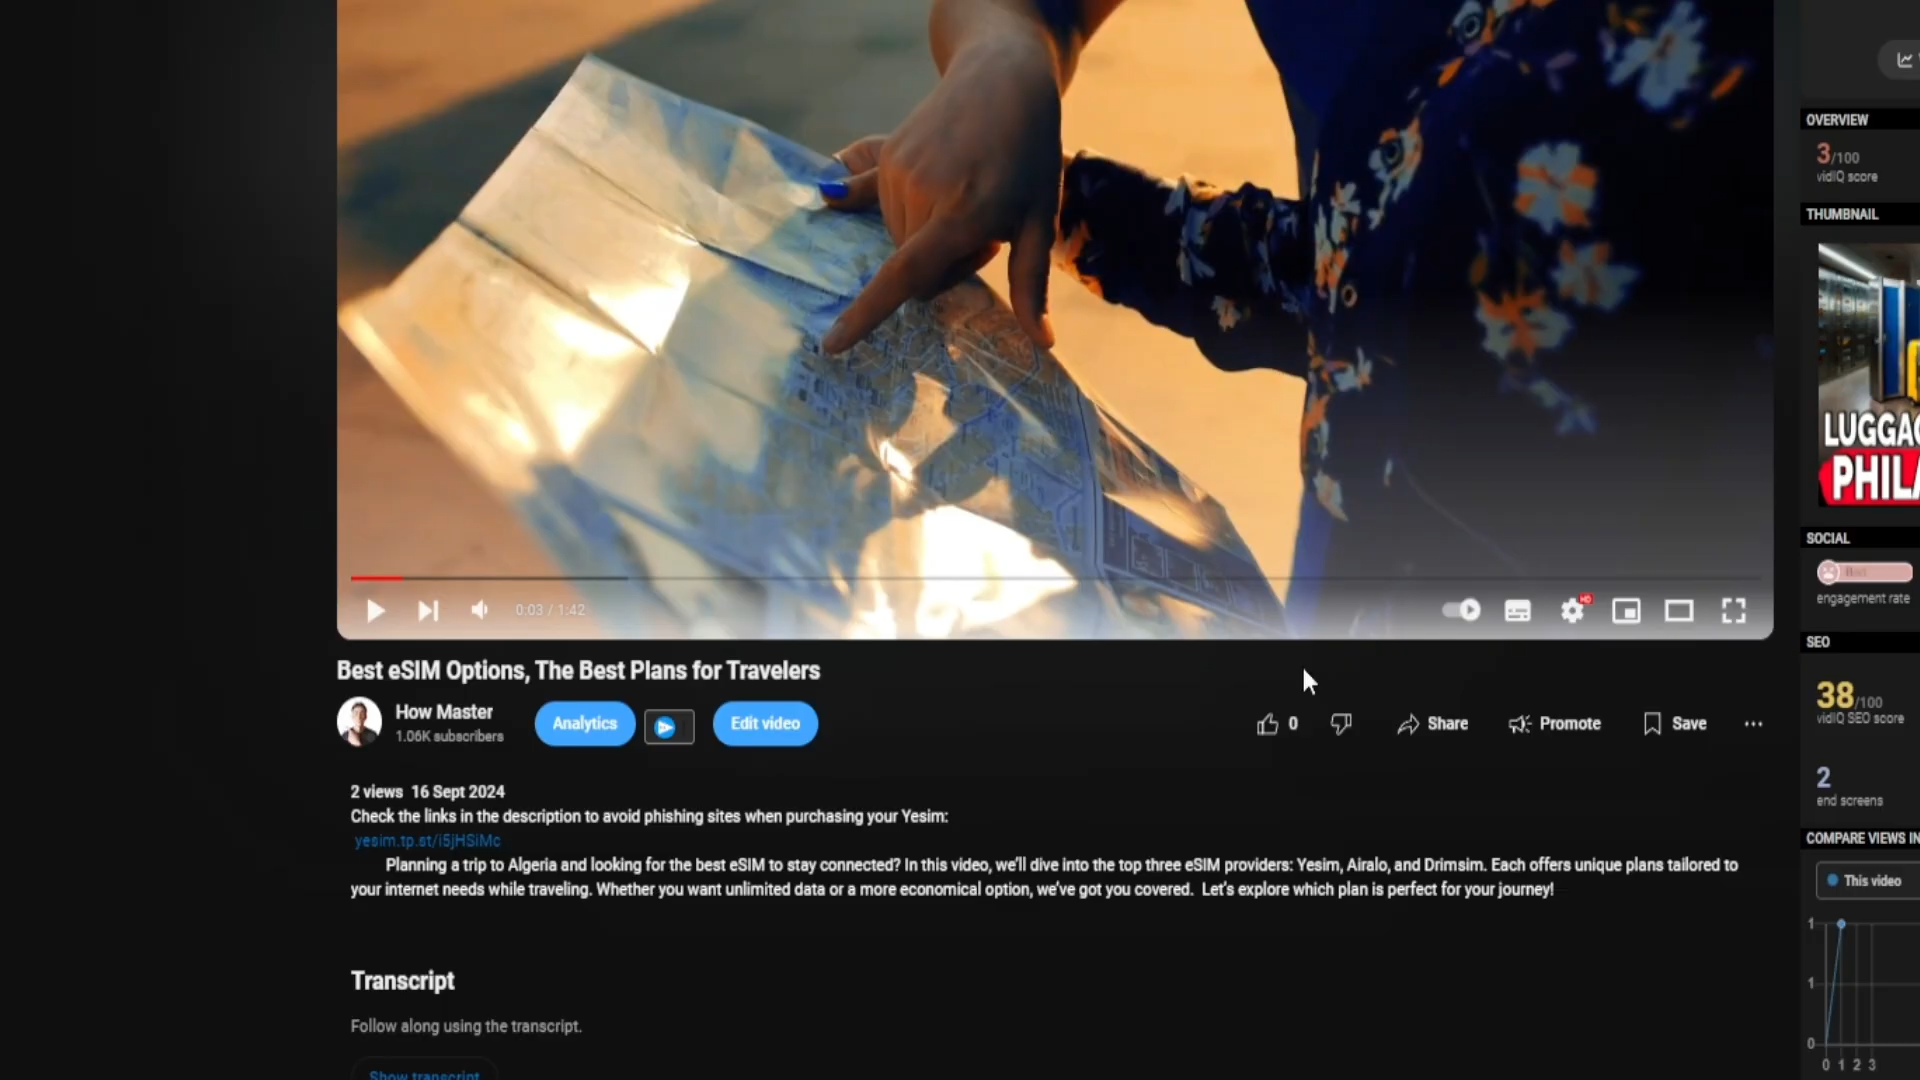 OVERVIEW
3/100
vidIQ score
THUMBNAIL
PHIL
SOCIAL
engagement rate
HD
0:03 / 1:42
Best eSIM Options, The Best Plans for Travelers
How Master
1.06K subscribers
Analytics
Edit video
0
Share
Promote
Save
SEO
38/100
vidIQ SEO score
2
end screens
2 views 16 Sept 2024
Check the links in the description to avoid phishing sites when purchasing your Yesim:
yesim.tp.st/i5jHSiMc
Planning a trip to Algeria and looking for the best eSIM to stay connected? In this video, we'll dive into the top three eSIM providers: Yesim, Airalo, and Drimsim. Each offers unique plans tailored to
your internet needs while traveling. Whether you want unlimited data or a more economical option, we've got you covered. Let's explore which plan is perfect for your journey!
COMPARE VIEWS IN
This video
1
1
0
0 1 2 3
Transcript
Follow along using the transcript.
Show transcript